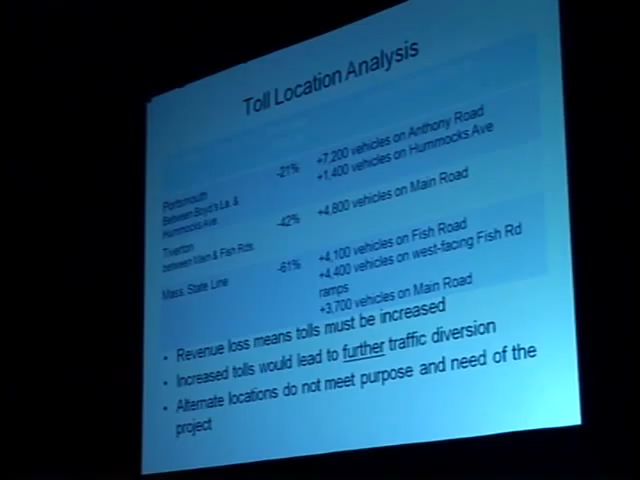 Toll Location Analysis
Portsmouth
Between Boyd's La. &
Hummocks Ave
-21%
+7,200 vehicles on Anthony Road
+1,400 vehicles on Hummocks Ave
Tiverton
between Main & Fish Rds.
-42%
+4,800 vehicles on Main Road
Mass. State Line
-61%
+4,100 vehicles on Fish Road
+4,400 vehicles on west-facing Fish Rd
ramps
+3,700 vehicles on Main Road
• Revenue loss means tolls must be increased
• Increased tolls would lead to further traffic diversion
• Alternate locations do not meet purpose and need of the
project